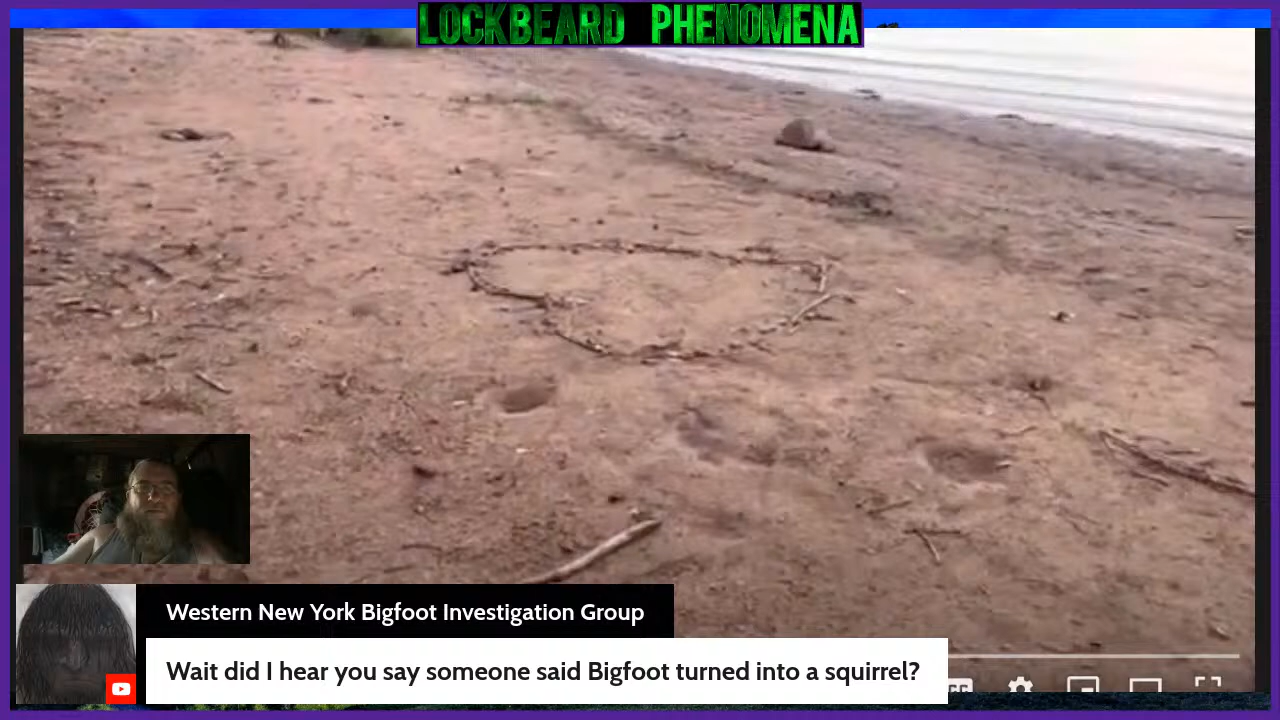 LOCKBEARD PHENOMENA
Western New York Bigfoot Investigation Group
Wait did I hear you say someone said Bigfoot turned into a squirrel?